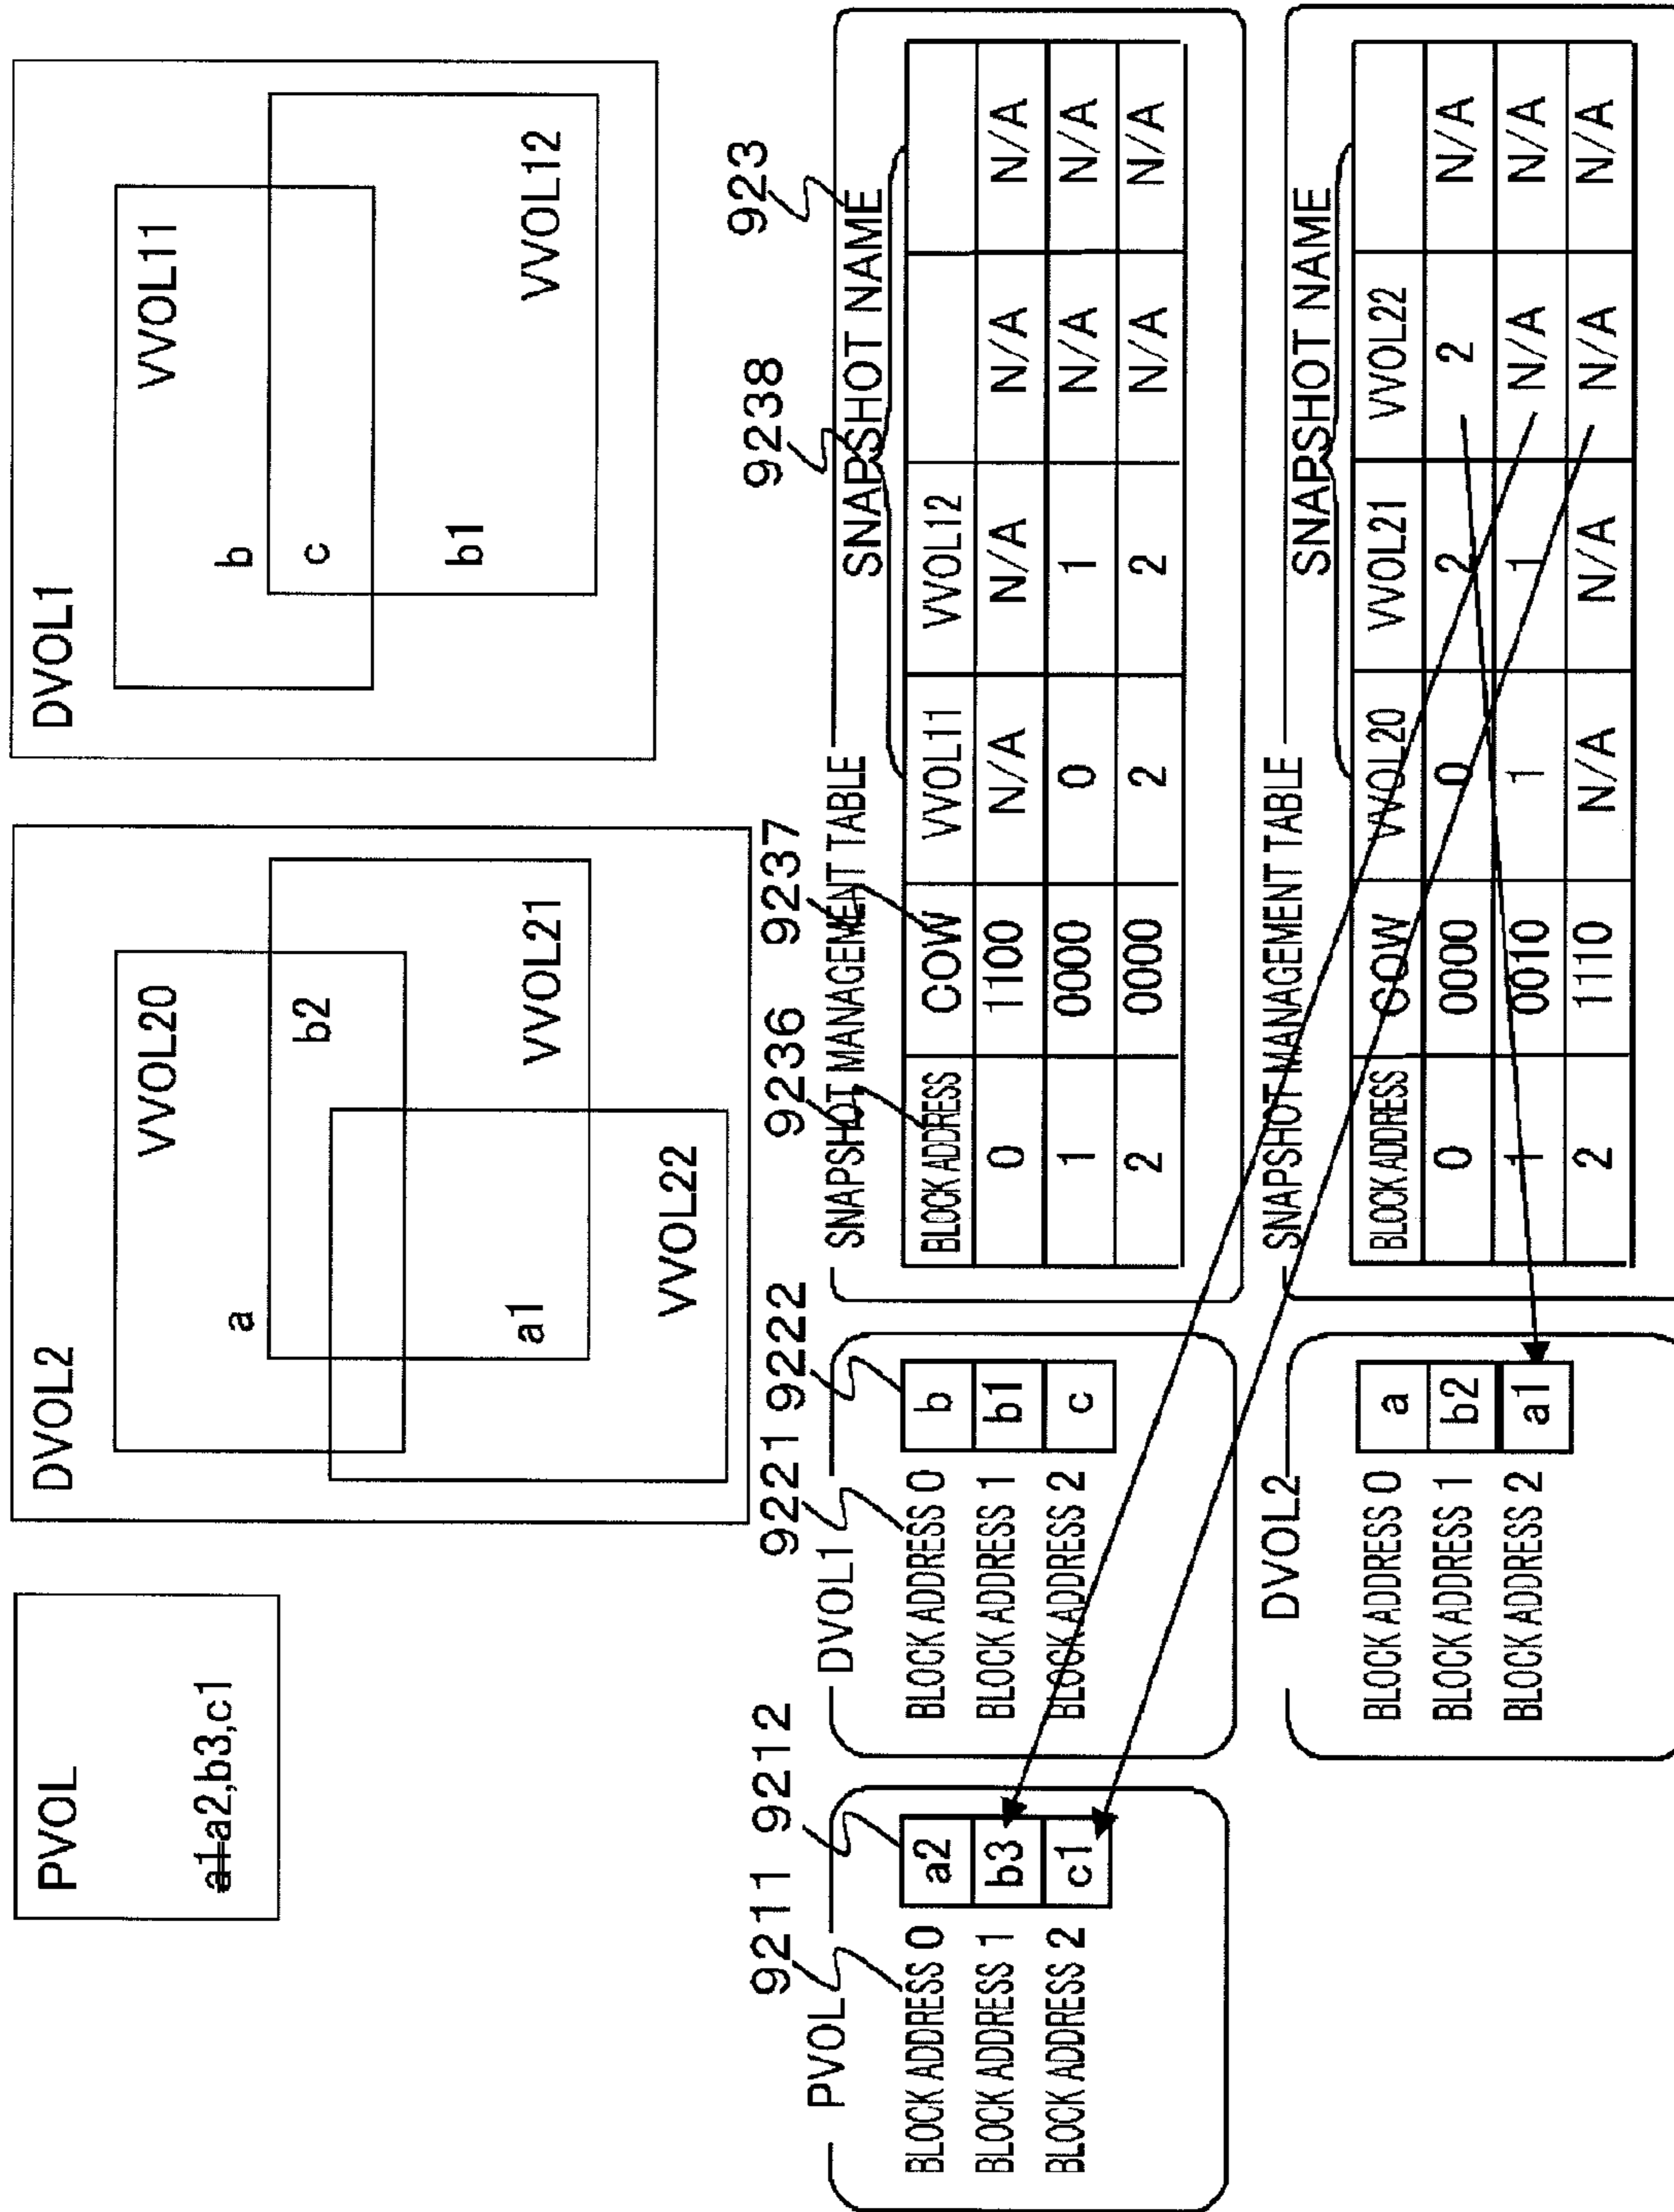 PVOL
a1 a2,b3,c1
DVOL2
VVOL20
a
b2
a1
VVOL21
VVOL22
DVOL1
VVOL11
b
c
b1
VVOL12
9211 9212
PVOL
BLOCK ADDRESS 0 a2
BLOCK ADDRESS 1 b3
BLOCK ADDRESS 2 c1
9221 9222
DVOL1
BLOCK ADDRESS 0 b
BLOCK ADDRESS 1 b1
BLOCK ADDRESS 2 c
9236 9237 9238 923
SNAPSHOT MANAGEMENT TABLE
SNAPSHOT NAME
BLOCK ADDRESS COW VVOL11 VVOL12
0 1100 N/A N/A N/A N/A
1 0000 0 1 N/A N/A
2 0000 2 2 N/A N/A
DVOL2
BLOCK ADDRESS 0 a
BLOCK ADDRESS 1 b2
BLOCK ADDRESS 2 a1
SNAPSHOT MANAGEMENT TABLE
SNAPSHOT NAME
BLOCK ADDRESS COW VVOL20 VVOL21 VVOL22
0 0000 0 2 2 N/A
1 0010 1 1 N/A N/A
2 1110 N/A N/A N/A N/A